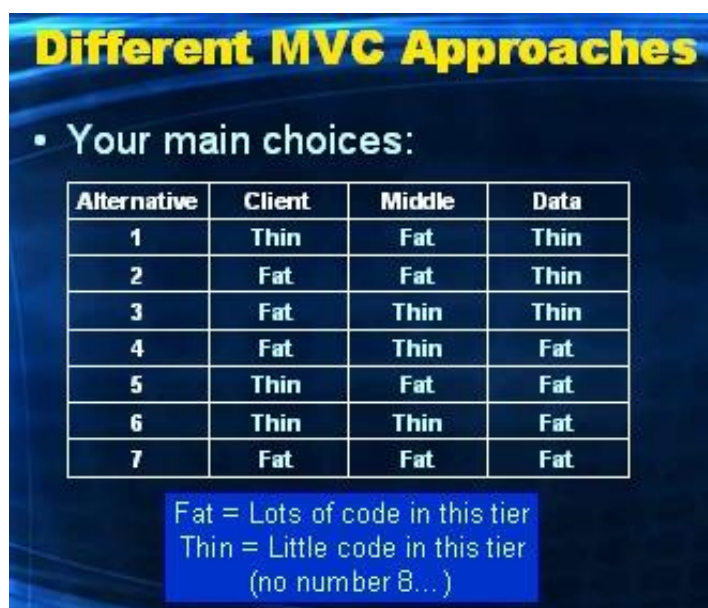 Different MVC Approaches
• Your main choices:
Alternative Client Middle Data
1 Thin Fat Thin
2 Fat Fat Thin
3 Fat Thin Thin
4 Fat Thin Fat
5 Thin Fat Fat
6 Thin Thin Fat
7 Fat Fat Fat
Fat = Lots of code in this tier
Thin = Little code in this tier
(no number 8...)